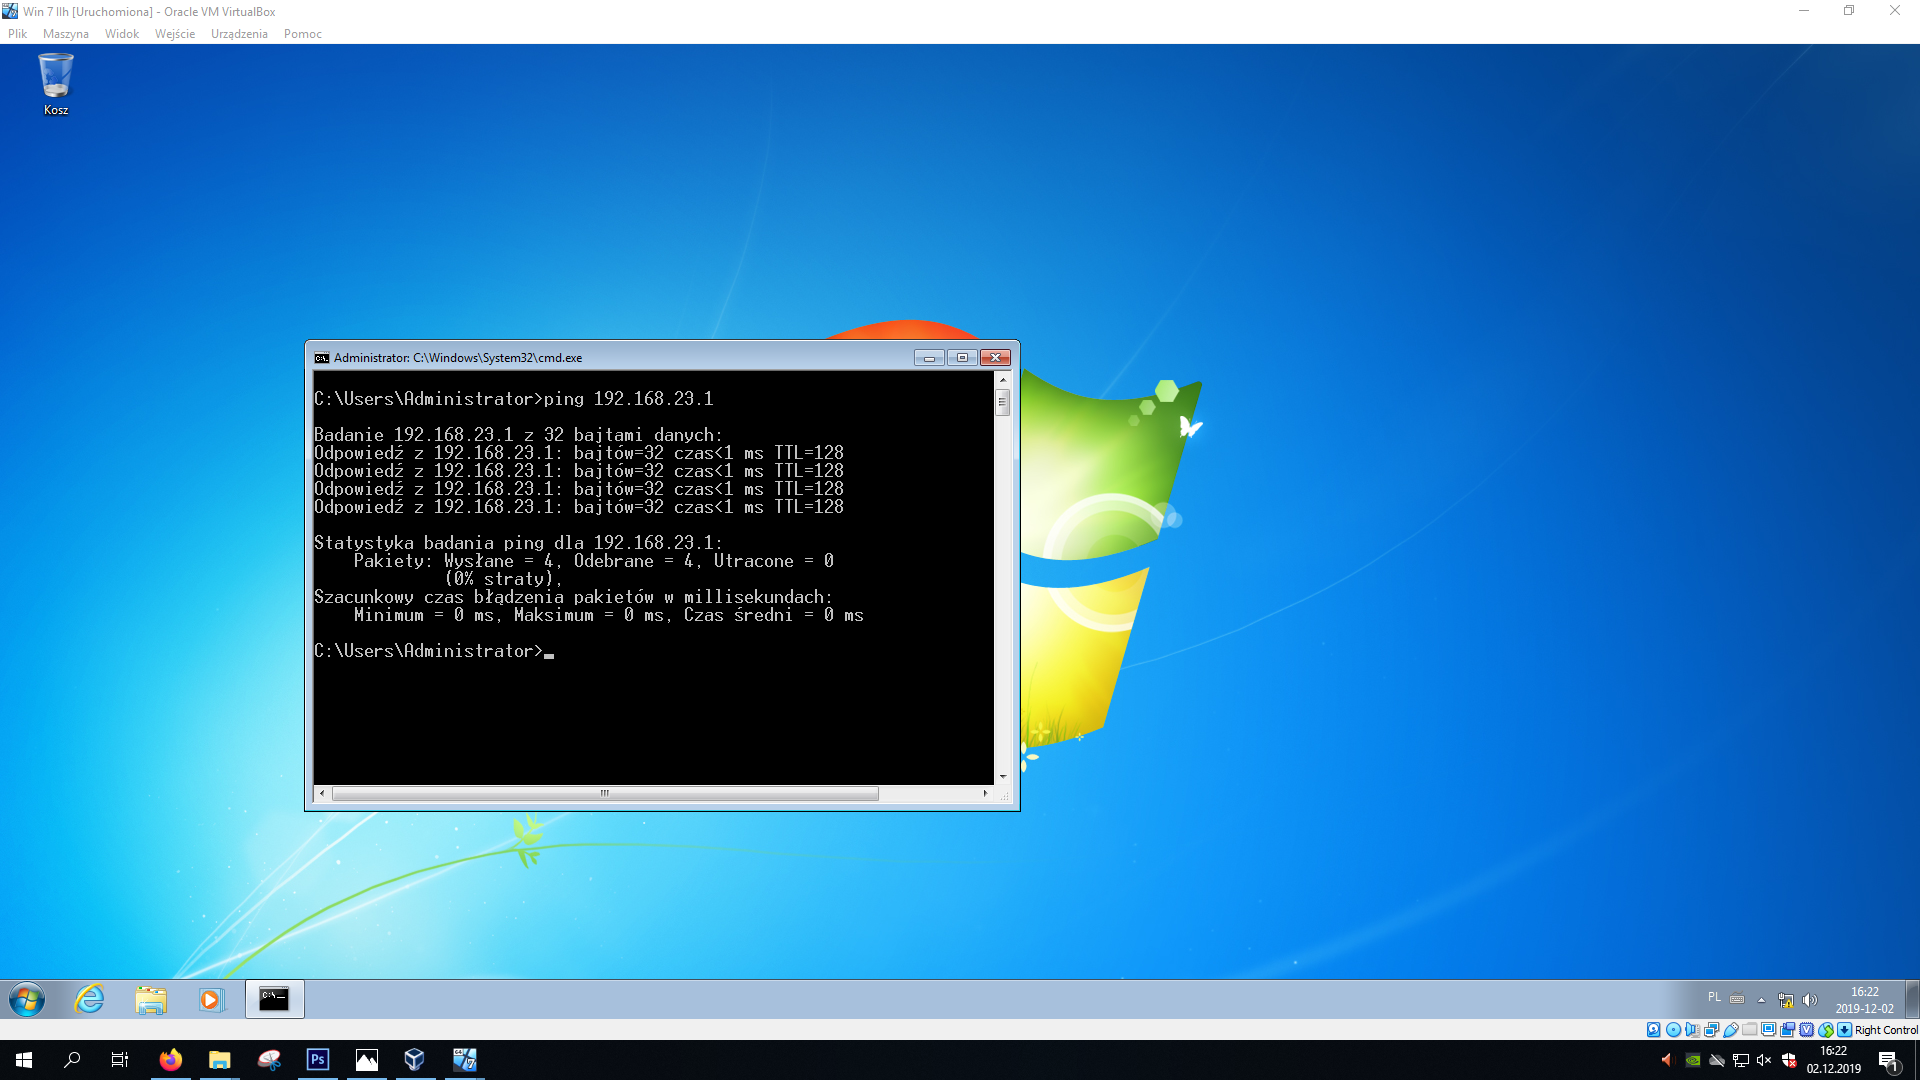 Win 7 IIh [Uruchomiona] - Oracle VM VirtualBox
Plik Maszyna Widok Wejście Urządzenia Pomoc
Kosz
Administrator: C:\Windows\System32\cmd.exe
C:\Users\Administrator>ping 192.168.23.1
Badanie 192.168.23.1 z 32 bajtami danych:
Odpowiedź z 192.168.23.1: bajtów=32 czas<1 ms TTL=128
Odpowiedź z 192.168.23.1: bajtów=32 czas<1 ms TTL=128
Odpowiedź z 192.168.23.1: bajtów=32 czas<1 ms TTL=128
Odpowiedź z 192.168.23.1: bajtów=32 czas<1 ms TTL=128
Statystyka badania ping dla 192.168.23.1:
Pakiety: Wysłane = 4, Odebrane = 4, Utracone = 0
(0% straty),
Szacunkowy czas błądzenia pakietów w millisekundach:
Minimum = 0 ms, Maksimum = 0 ms, Czas średni = 0 ms
C:\Users\Administrator>_
PL 16:22
2019-12-02
Right Control
Ps
16:22
02.12.2019
1